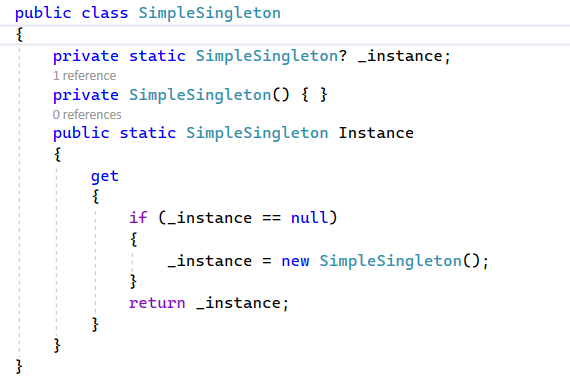 public class SimpleSingleton
{
private static SimpleSingleton? _instance;
1 reference
private SimpleSingleton() { }
0 references
public static SimpleSingleton Instance
{
get
{
if (_instance == null)
{
_instance = new SimpleSingleton();
}
return _instance;
}
}
}